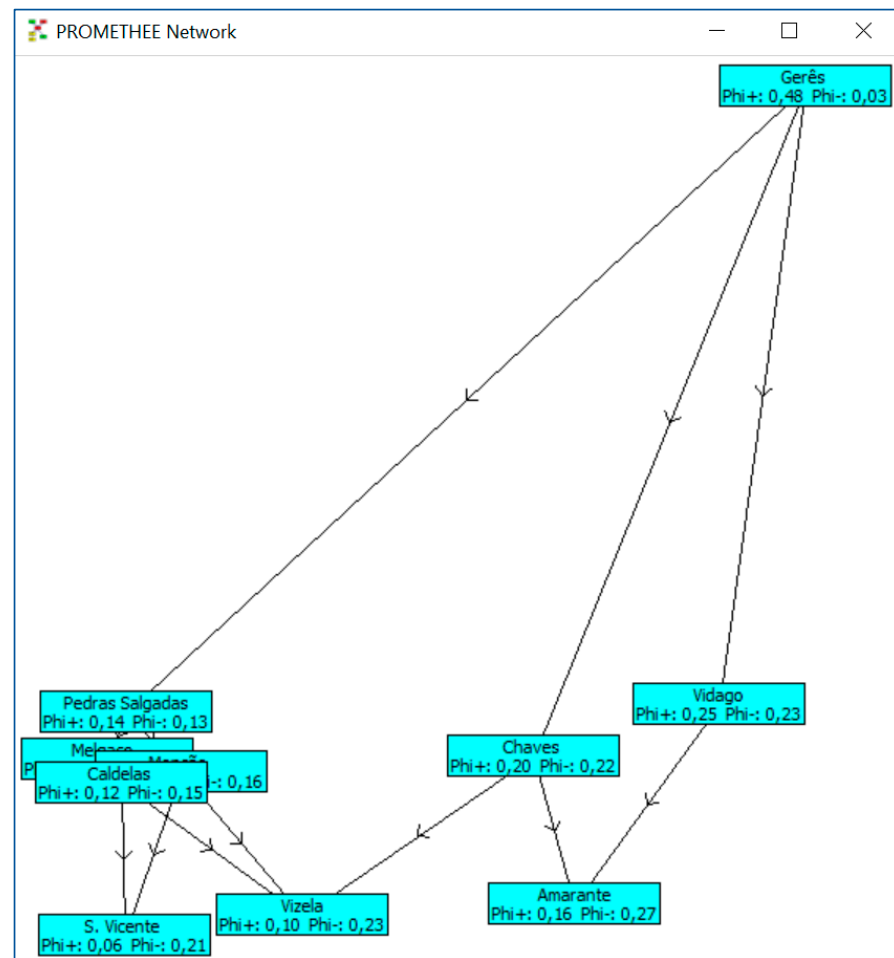 PROMETHEE Network
Gerês
Phi+: 0,48 Phi-: 0,03
Pedras Salgadas
Phi+: 0,14 Phi-: 0,13
Vidago
Phi+: 0,25 Phi-: 0,23
Chaves
Phi+: 0,20 Phi-: 0,22
0,16
Caldelas
Phi+: 0,12 Phi-: 0,15
Vizela
Phi+: 0,10 Phi-: 0,23
Amarante
Phi+: 0,16 Phi-: 0,27
S. Vicente
Phi+: 0,06 Phi-: 0,21